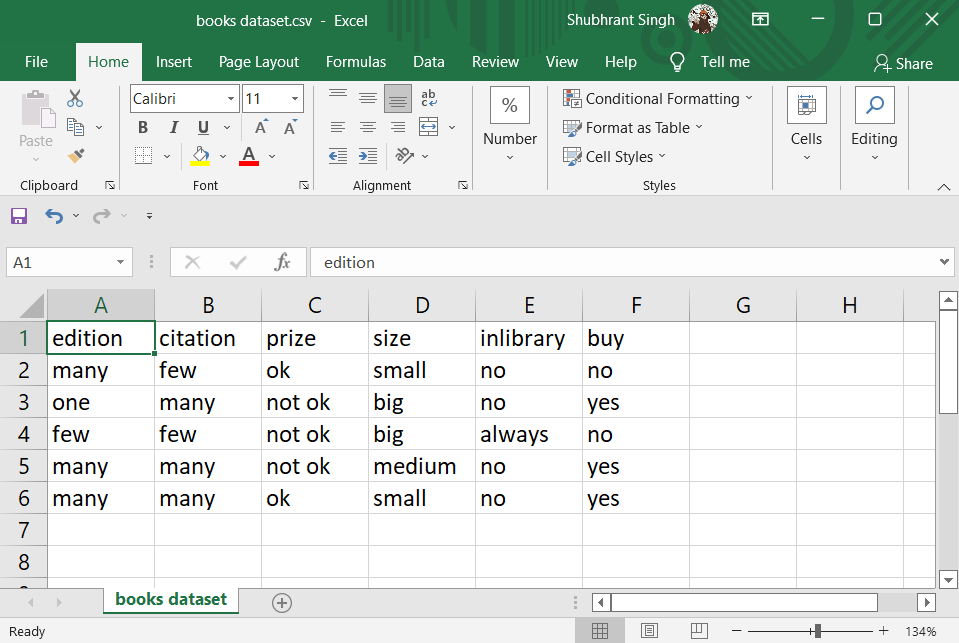 books dataset.csv - Excel
Shubhrant Singh
File Home Insert Page Layout Formulas Data Review View Help Tell me Share
Paste
Clipboard
Calibri 11
B I U A A
A
Font
ab
Alignment
%
Number
Conditional Formatting
Format as Table
Cell Styles
Styles
Cells
Editing
A1 fx edition
A B C D E F G H
1 edition citation prize size inlibrary buy
2 many few ok small no no
3 one many not ok big no yes
4 few few not ok big always no
5 many many not ok medium no yes
6 many many ok small no yes
7
8
books dataset
Ready 134%